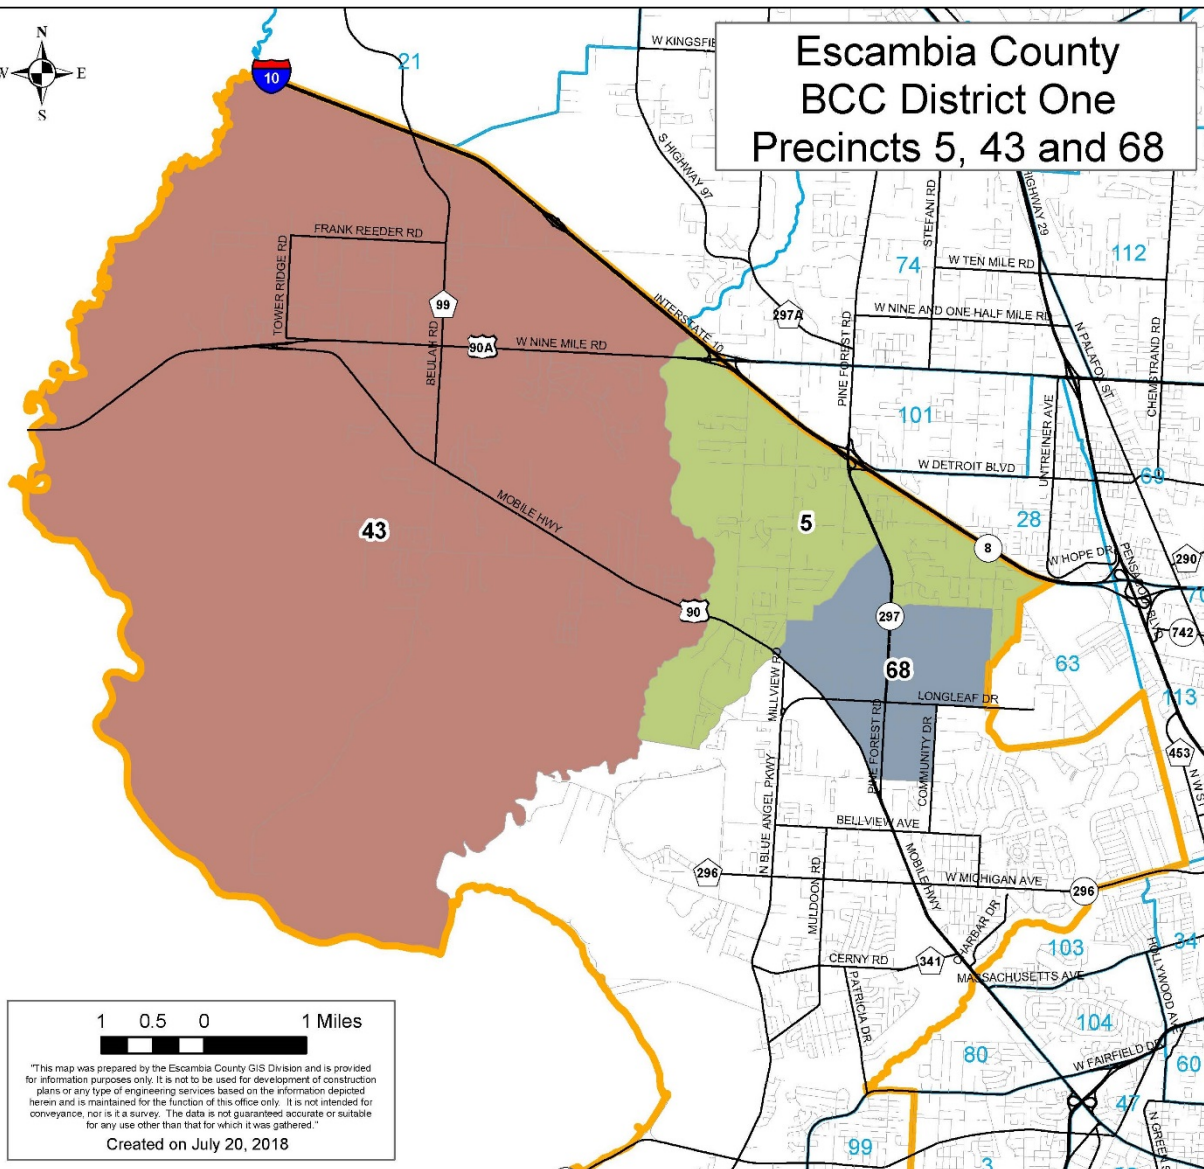 N
W E
S
Escambia County
BCC District One
Precincts 5, 43 and 68
10
21
W KINGSFIE
S HIGHWAY 97
HIGHWAY 29
STEFANI RD
74
112
W TEN MILE RD
FRANK REEDER RD
TOWER RIDGE RD
99
BEULAH RD
90A
W NINE MILE RD
INTERSTATE 10
297A
W NINE AND ONE HALF MILE RD
PINE FOREST RD
N PALAFOX ST
CHEMSTRAND RD
101
UNTREINER AVE
W DETROIT BLVD
69
28
43
MOBILE HWY
5
8
W HOPE DR
PENSACOLA BLVD
290
70
742
90
297
68
63
113
MILLVIEW RD
LONGLEAF DR
PINE FOREST RD
COMMUNITY DR
453
N W S
N BLUE ANGEL PKWY
BELLVIEW AVE
MOBILE HWY
296
W MICHIGAN AVE
296
MULDOON RD
CHARBAR DR
103
34
HOLLYWOOD AVE
CERNY RD
341
MASSACHUSETTS AVE
PATRICIA DR
104
80
W FAIRFIELD DR
60
47
N GREEN S
99
3
1 0.5 0 1 Miles
"This map was prepared by the Escambia County GIS Division and is provided
for information purposes only. It is not to be used for development of construction
plans or any type of engineering services based on the information depicted
herein and is maintained for the function of this office only. It is not intended for
conveyance, nor is it a survey. The data is not guaranteed accurate or suitable
for any use other than that for which it was gathered."
Created on July 20, 2018